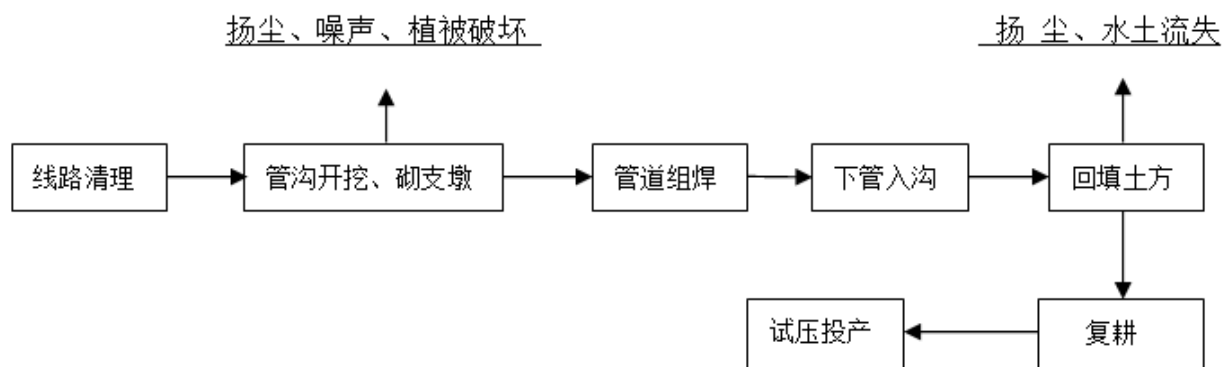 扬尘、噪声、植被破坏
扬 尘、水土流失
线路清理
管沟开挖、砌支墩
管道组焊
下管入沟
回填土方
试压投产
复耕